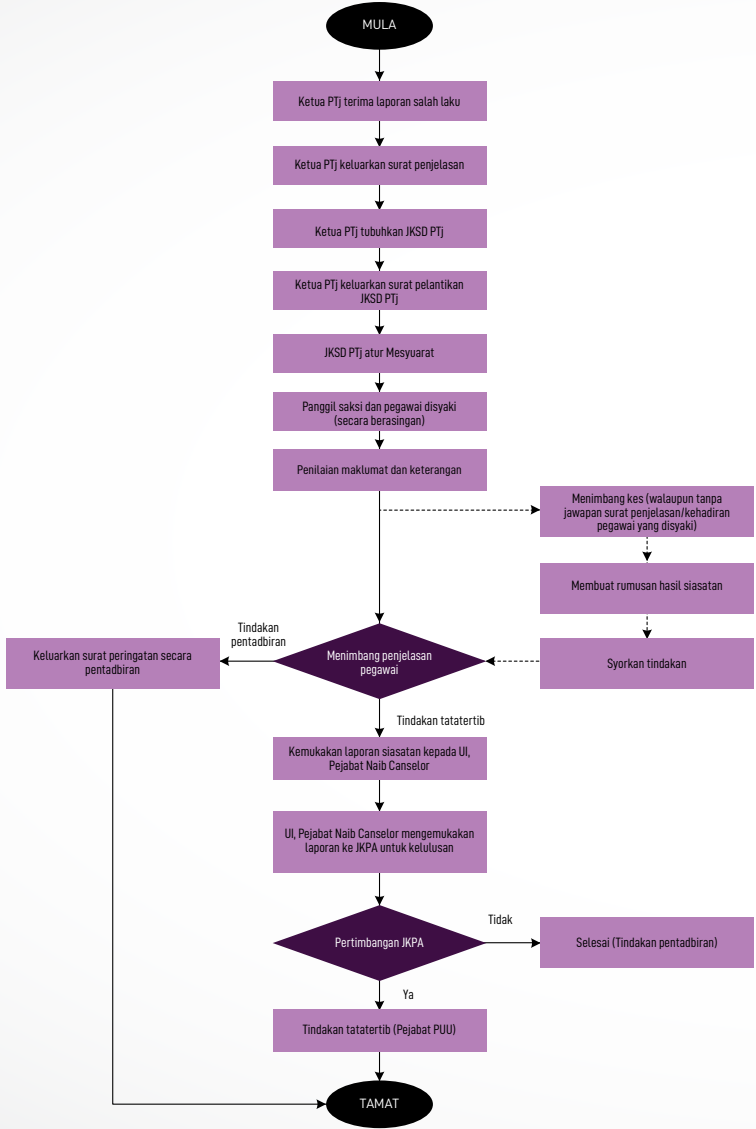 MULA
Ketua PTj terima laporan salah laku
Ketua PTj keluarkan surat penjelasan
Ketua PTj tubuhkan JKSD PTj
Ketua PTj keluarkan surat pelantikan
JKSD PTj
JKSD PTj atur Mesyuarat
Panggil saksi dan pegawai disyaki
(secara berasingan)
Penilaian maklumat dan keterangan
Menimbang kes (walaupun tanpa
jawapan surat penjelasan/kehadiran
pegawai yang disyaki)
Membuat rumusan hasil siasatan
Syorkan tindakan
Menimbang penjelasan
pegawai
Tindakan
pentadbiran
Keluarkan surat peringatan secara
pentadbiran
Tindakan tatatertib
Kemukakan laporan siasatan kepada UI,
Pejabat Naib Canselor
UI, Pejabat Naib Canselor mengemukakan
laporan ke JKPA untuk kelulusan
Pertimbangan JKPA
Tidak
Selesai (Tindakan pentadbiran)
Ya
Tindakan tatatertib (Pejabat PUU)
TAMAT